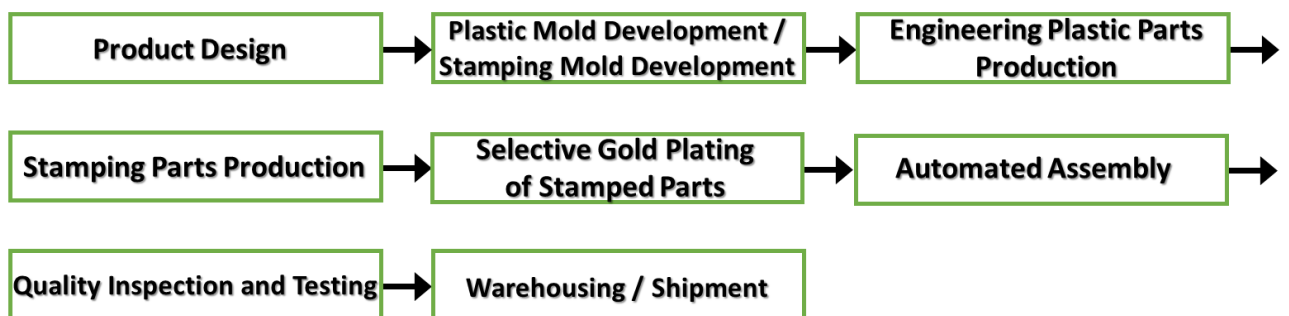 Product Design
Plastic Mold Development /
Stamping Mold Development
Engineering Plastic Parts
Production
Stamping Parts Production
Selective Gold Plating
of Stamped Parts
Automated Assembly
Quality Inspection and Testing
Warehousing / Shipment